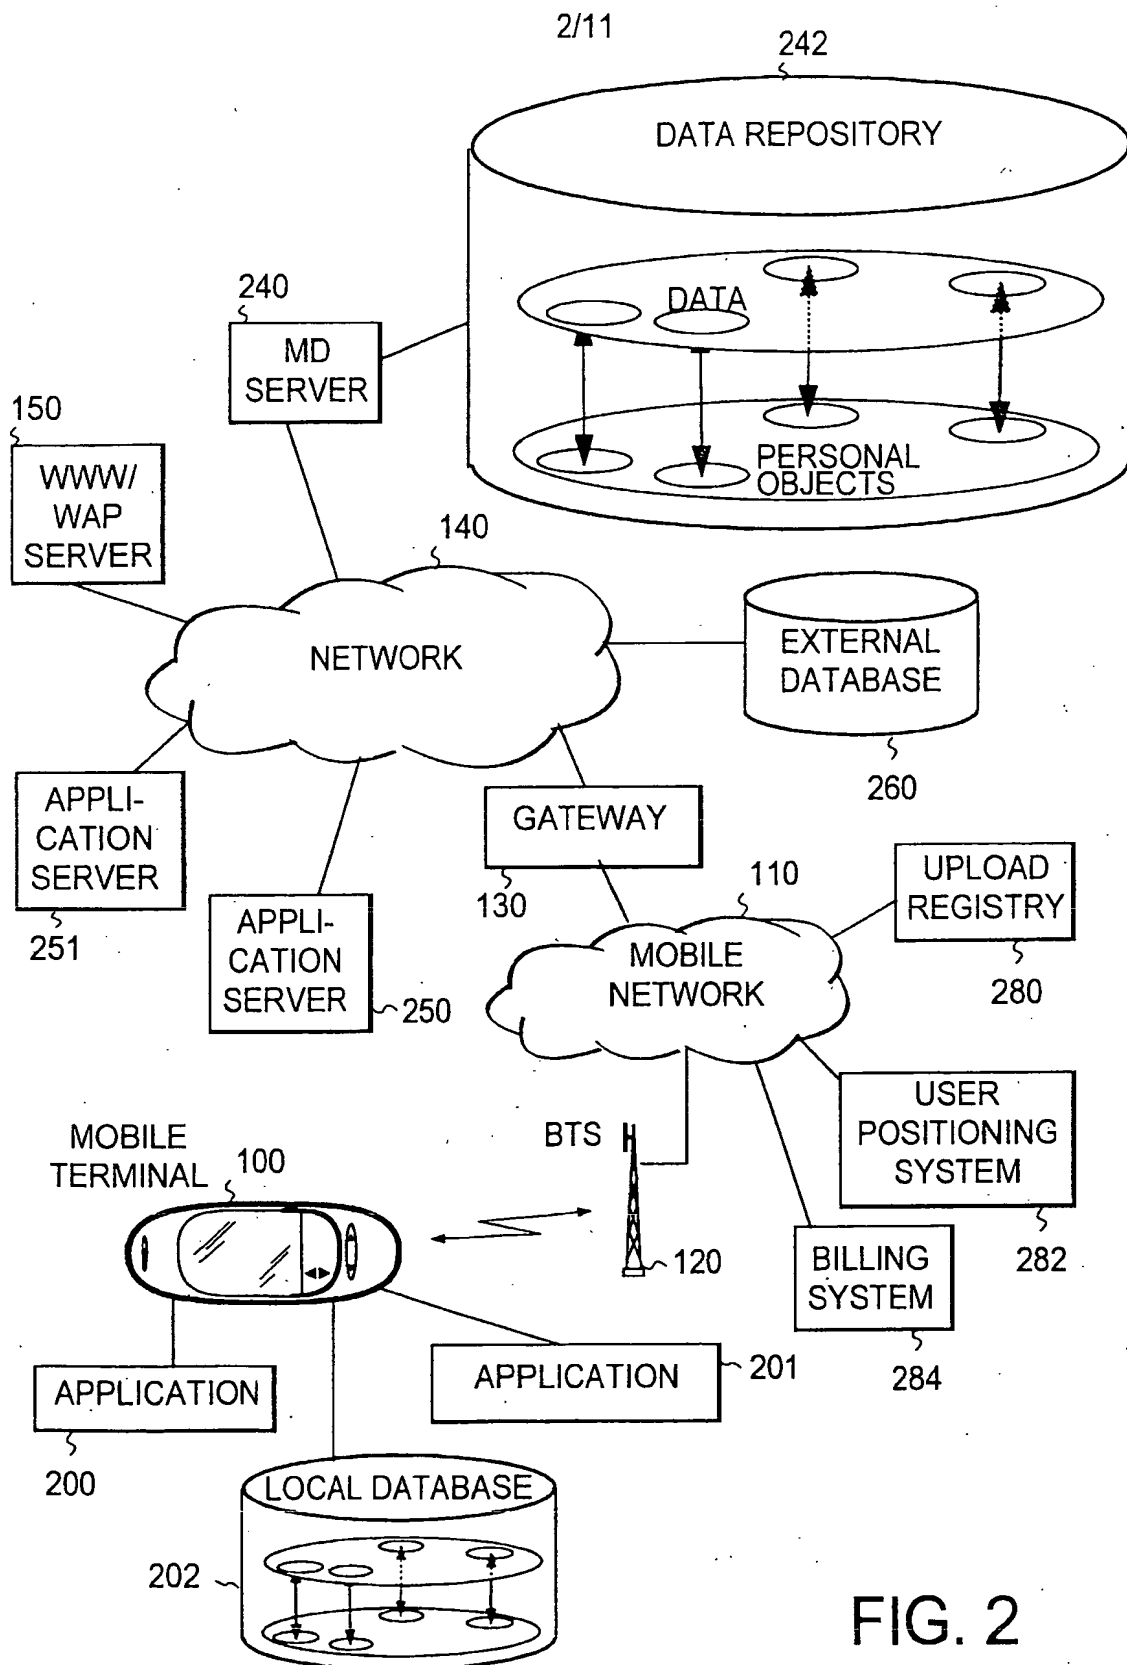 2/11
242
DATA REPOSITORY
DATA
PERSONAL
OBJECTS
240
MD
SERVER
150
WWW/
WAP
SERVER
140
NETWORK
EXTERNAL
DATABASE
260
APPLI-
CATION
SERVER
251
APPLI-
CATION
SERVER
250
GATEWAY
130
110
MOBILE
NETWORK
UPLOAD
REGISTRY
280
USER
POSITIONING
SYSTEM
282
BILLING
SYSTEM
284
BTS
120
MOBILE
TERMINAL
100
APPLICATION
200
APPLICATION
201
LOCAL DATABASE
202
FIG. 2